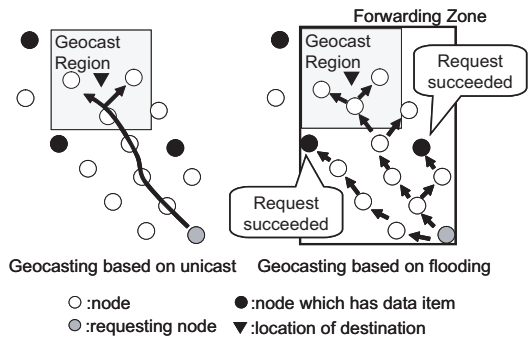 Forwarding Zone
Geocast
Region
Geocast
Region
Request
succeeded
Request
succeeded
Geocasting based on unicast
Geocasting based on flooding
:node
:node which has data item
:requesting node
:location of destination